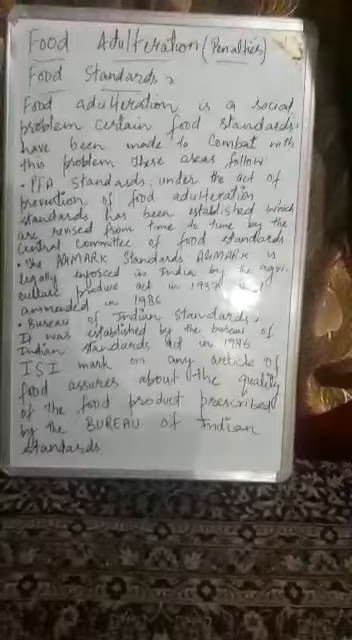 Food Adulteration (Penalties)
Food Standards:
Food adulteration is a social
problem certain food standards
have been made to combat with
this problem these are as follow
• PFA Standards: under the act of
prevention of food adulteration
standards has been established which
are revised from time to time by the
central committee of food standards
• The AGMARK Standards AGMARK is
legally enforced in India by the agri-
culture produce act in 1937
ammended in 1986
• Bureau of Indian Standards:
It was established by the bureau of
Indian standards act in 1986
ISI mark on any article of
food assures about the quality
of the food product prescribed
by the BUREAU of Indian
standards